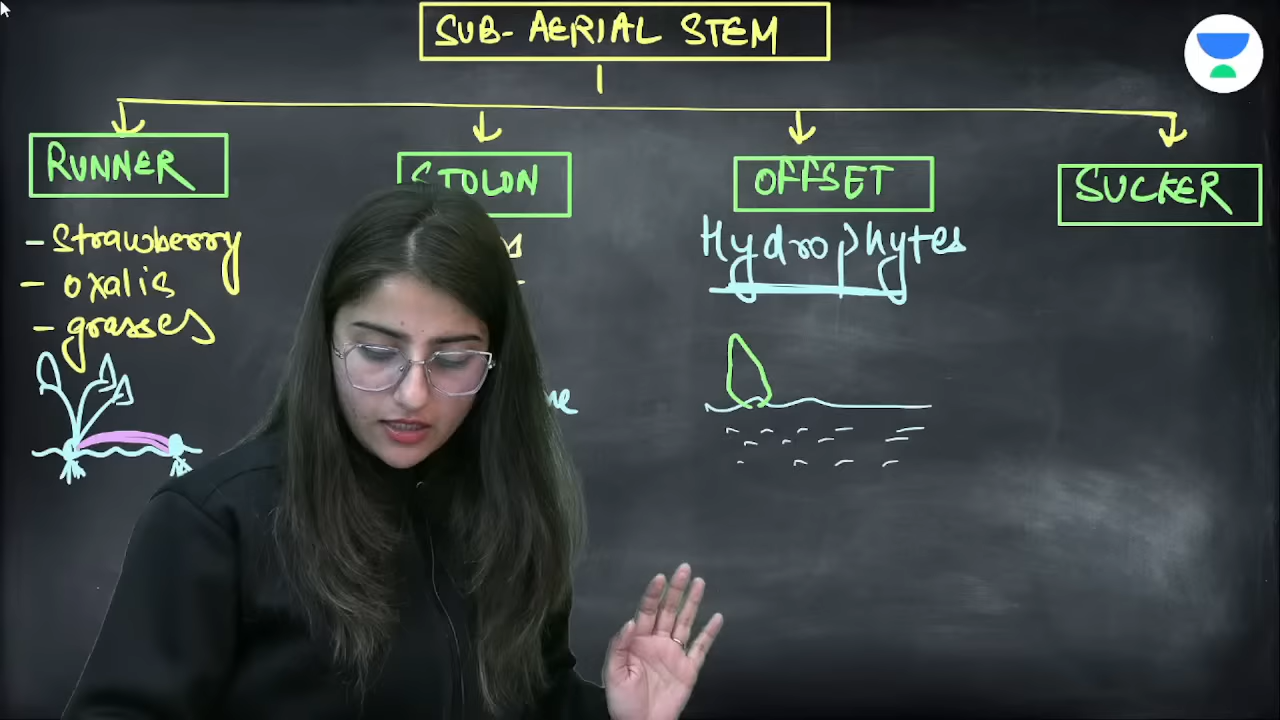 SUB-AERIAL STEM
RUNNER
STOLON
OFFSET
SUCKER
- Strawberry
- oxalis
- grasses
Hydrophytes